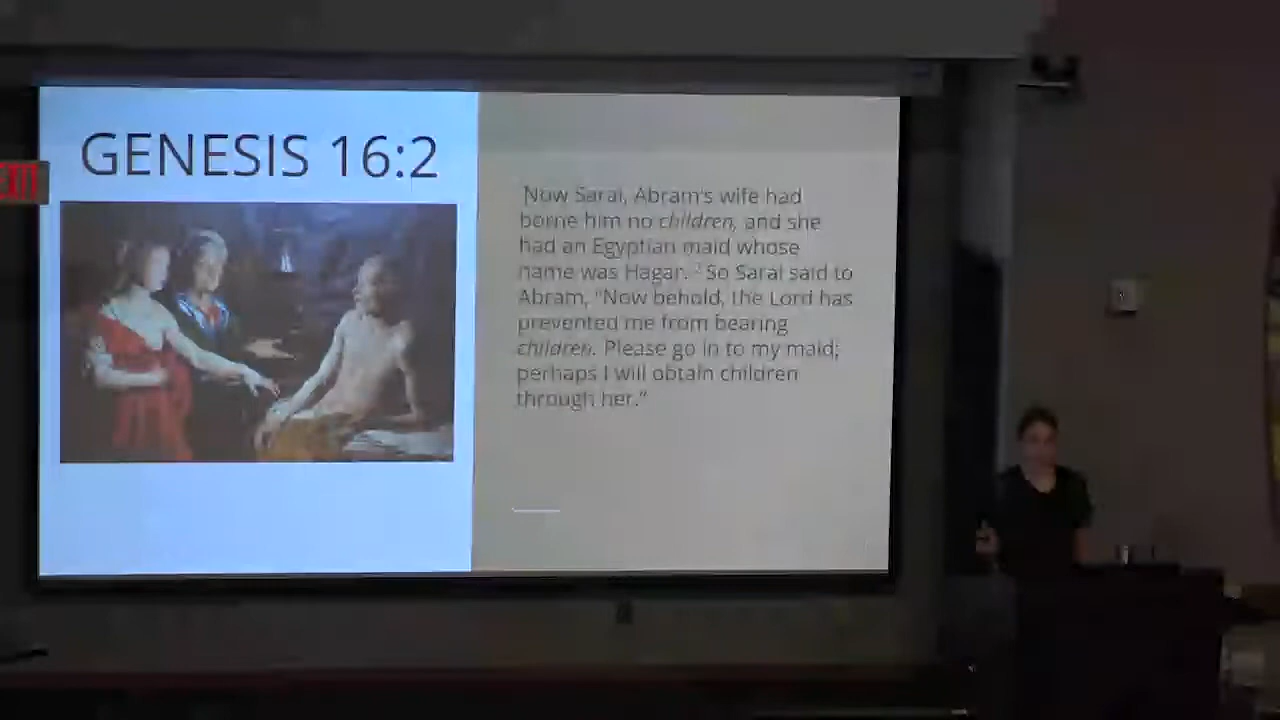 GENESIS 16:2
EXIT
Now Sarai, Abram's wife had
borne him no children, and she
had an Egyptian maid whose
name was Hagar. 2 So Sarai said to
Abram, "Now behold, the Lord has
prevented me from bearing
children. Please go in to my maid;
perhaps I will obtain children
through her."